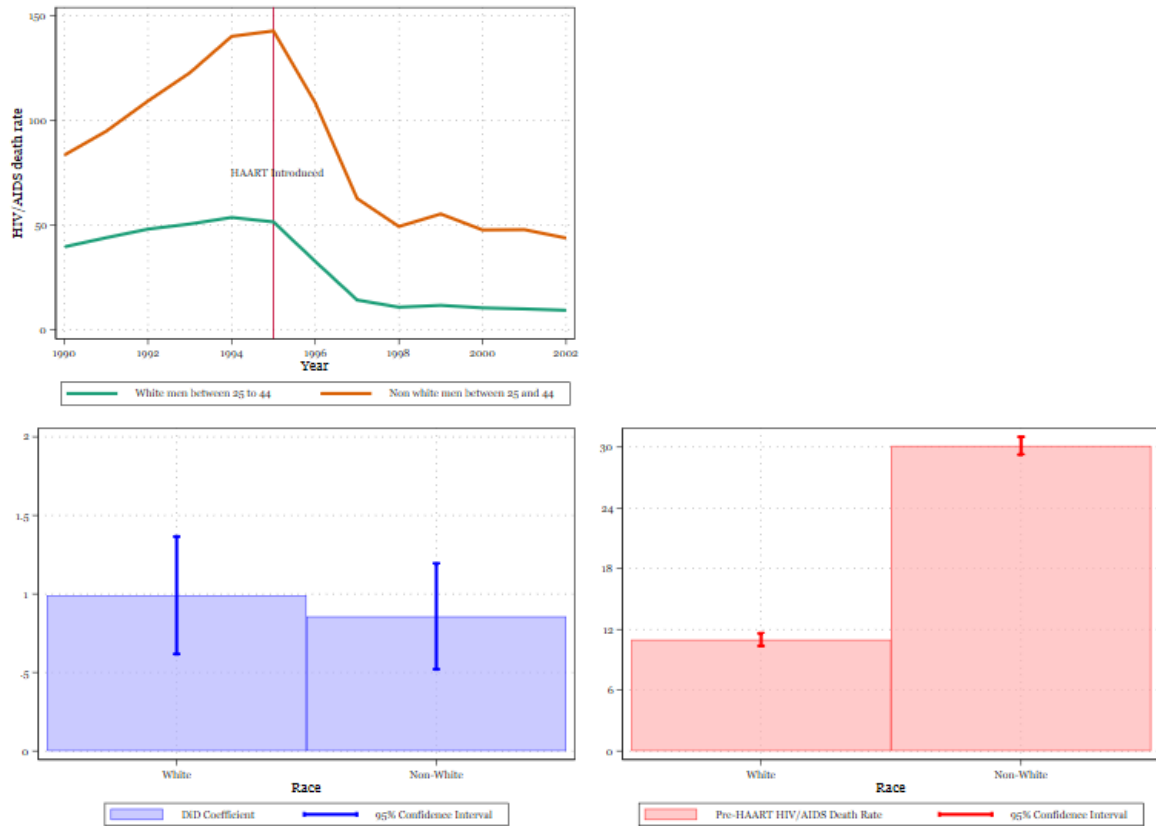 150
100
50
0
HIV/AIDS death rate
HAART Introduced
1990 1992 1994 1996 1998 2000 2002
Year
White men between 25 to 44 Non white men between 25 and 44
2
1.5
1
.5
0
White Non-White
Race
DiD Coefficient 95% Confidence Interval
30
24
18
12
6
0
White Non-White
Race
Pre-HAART HIV/AIDS Death Rate 95% Confidence Interval